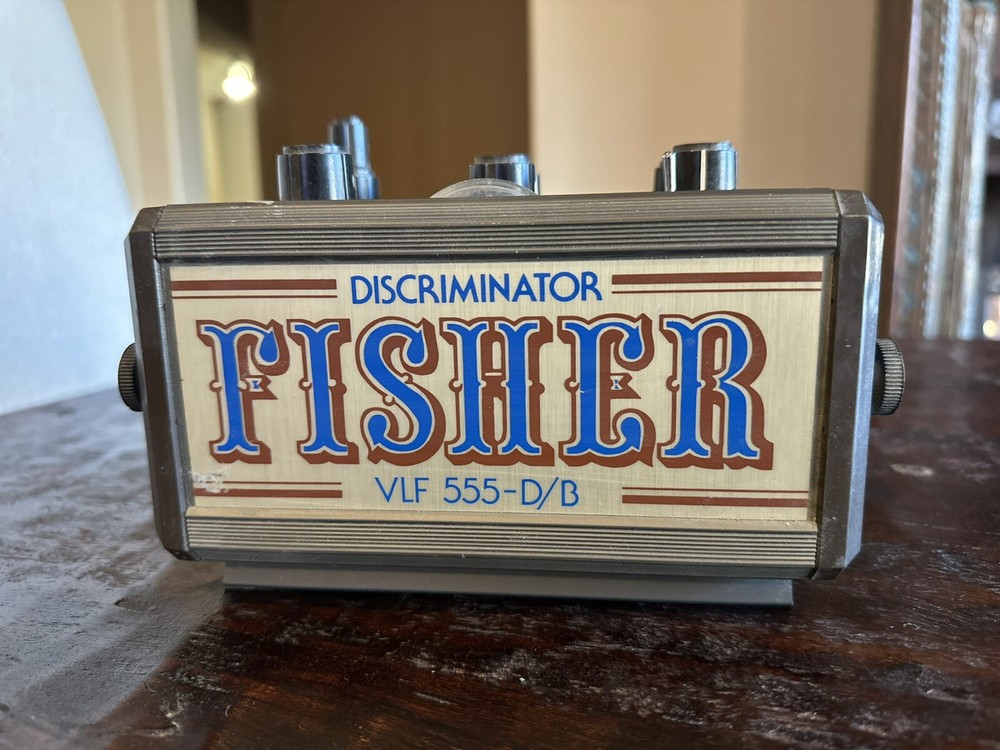 DISCRIMINATOR
FISHER
VLF 555-D/B